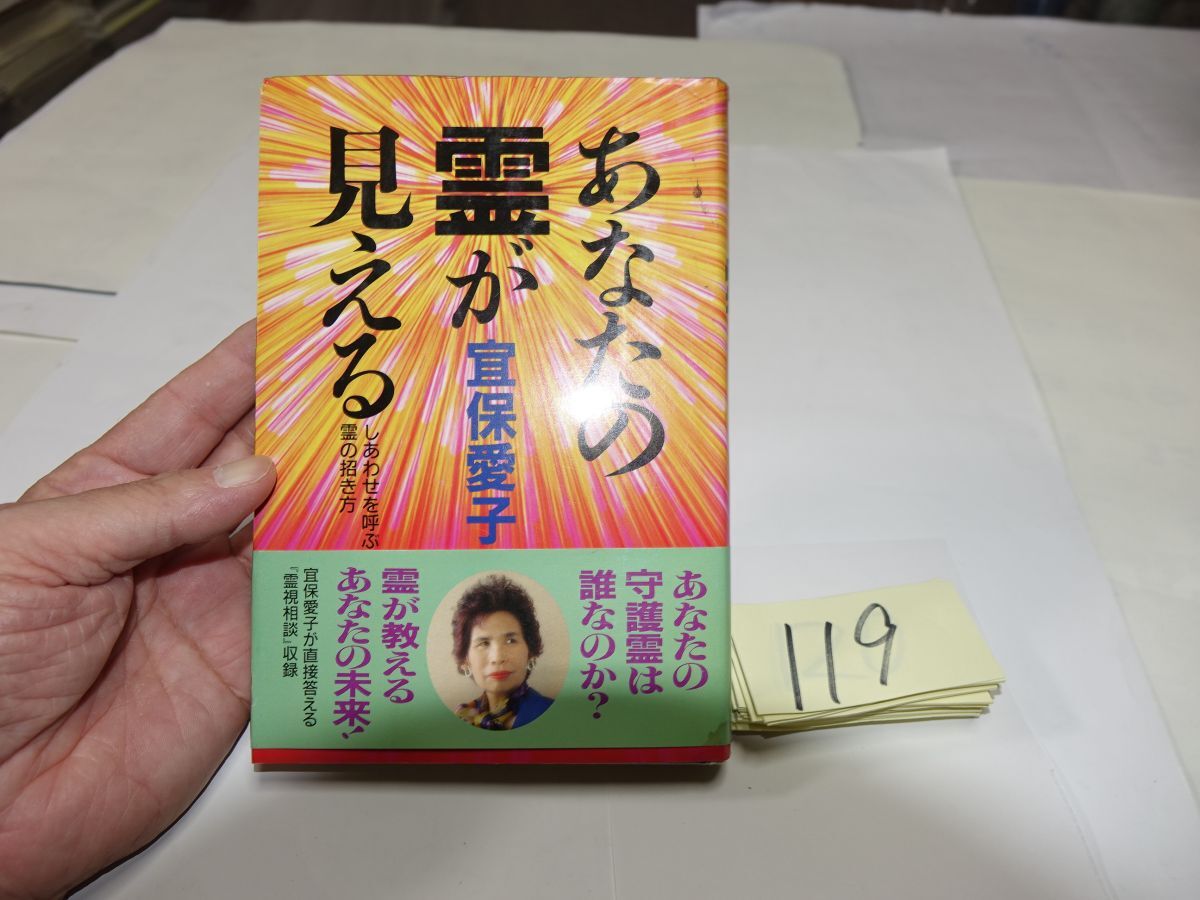 あなたの
霊が
見える
宜保愛子
しあわせを呼ぶ
霊の招き方
あなたの
守護霊は
誰なのか?
霊が教える
あなたの未来!
宜保愛子が直接答える
『霊視相談』収録
119